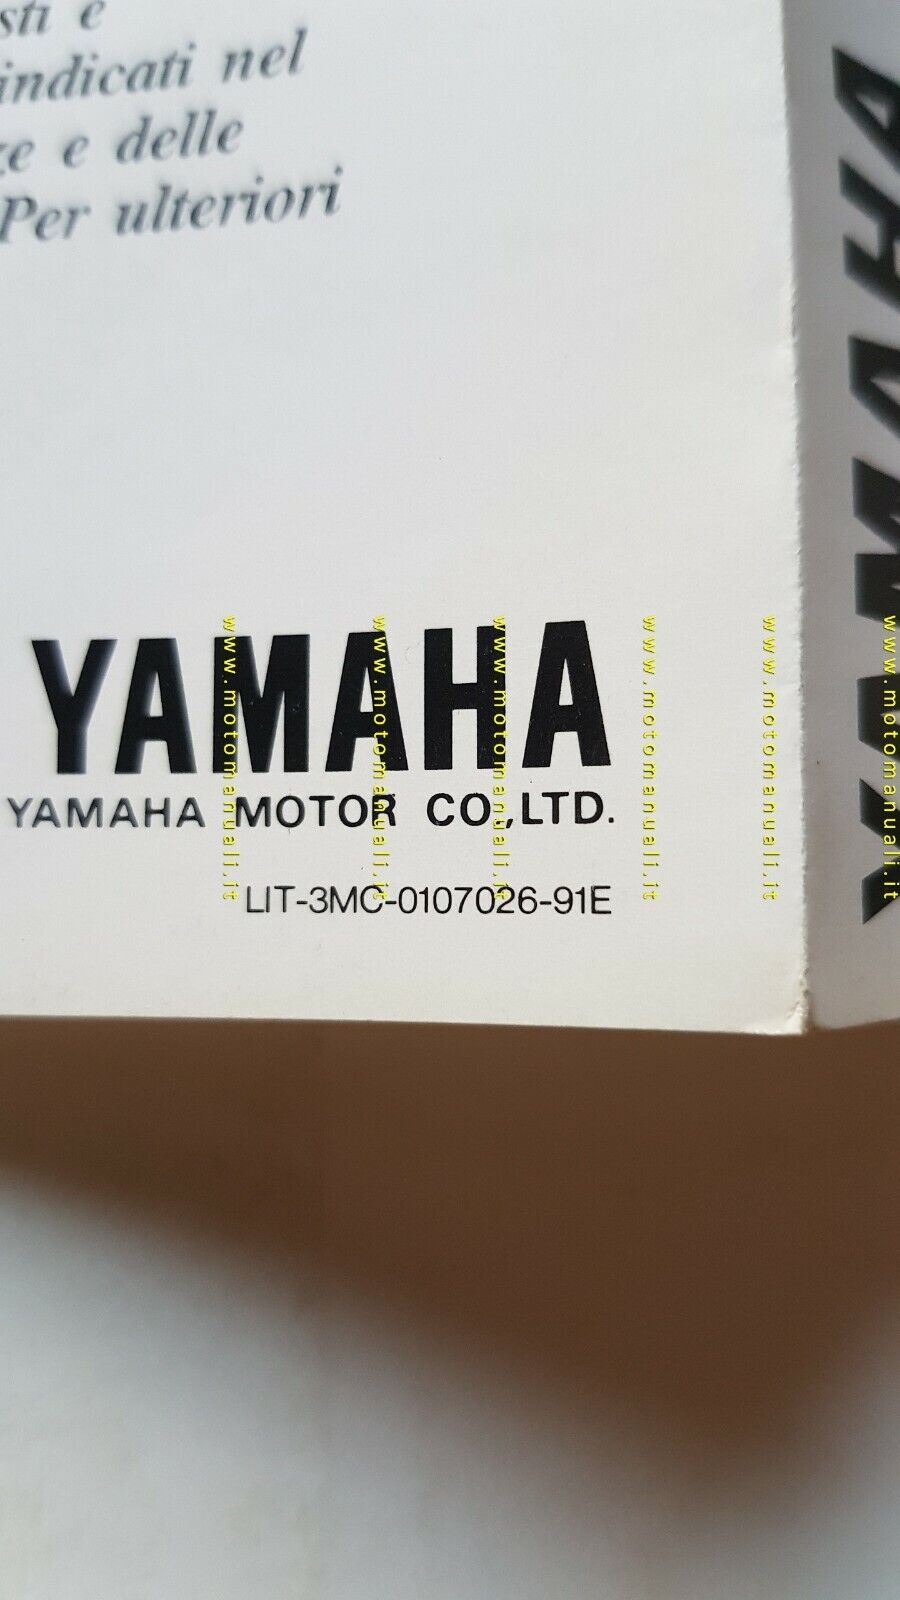 sti e
indicati nel
ze e delle
Per ulteriori
YAMAHA
YAMAHA MOTOR CO.,LTD.
LIT-3MC-0107026-91E
YAMAHA
www.motomanuali.it
www.motomanuali.it
www.motomanuali.it
www.motomanuali.it
www.motomanuali.it
www.motomanuali.it